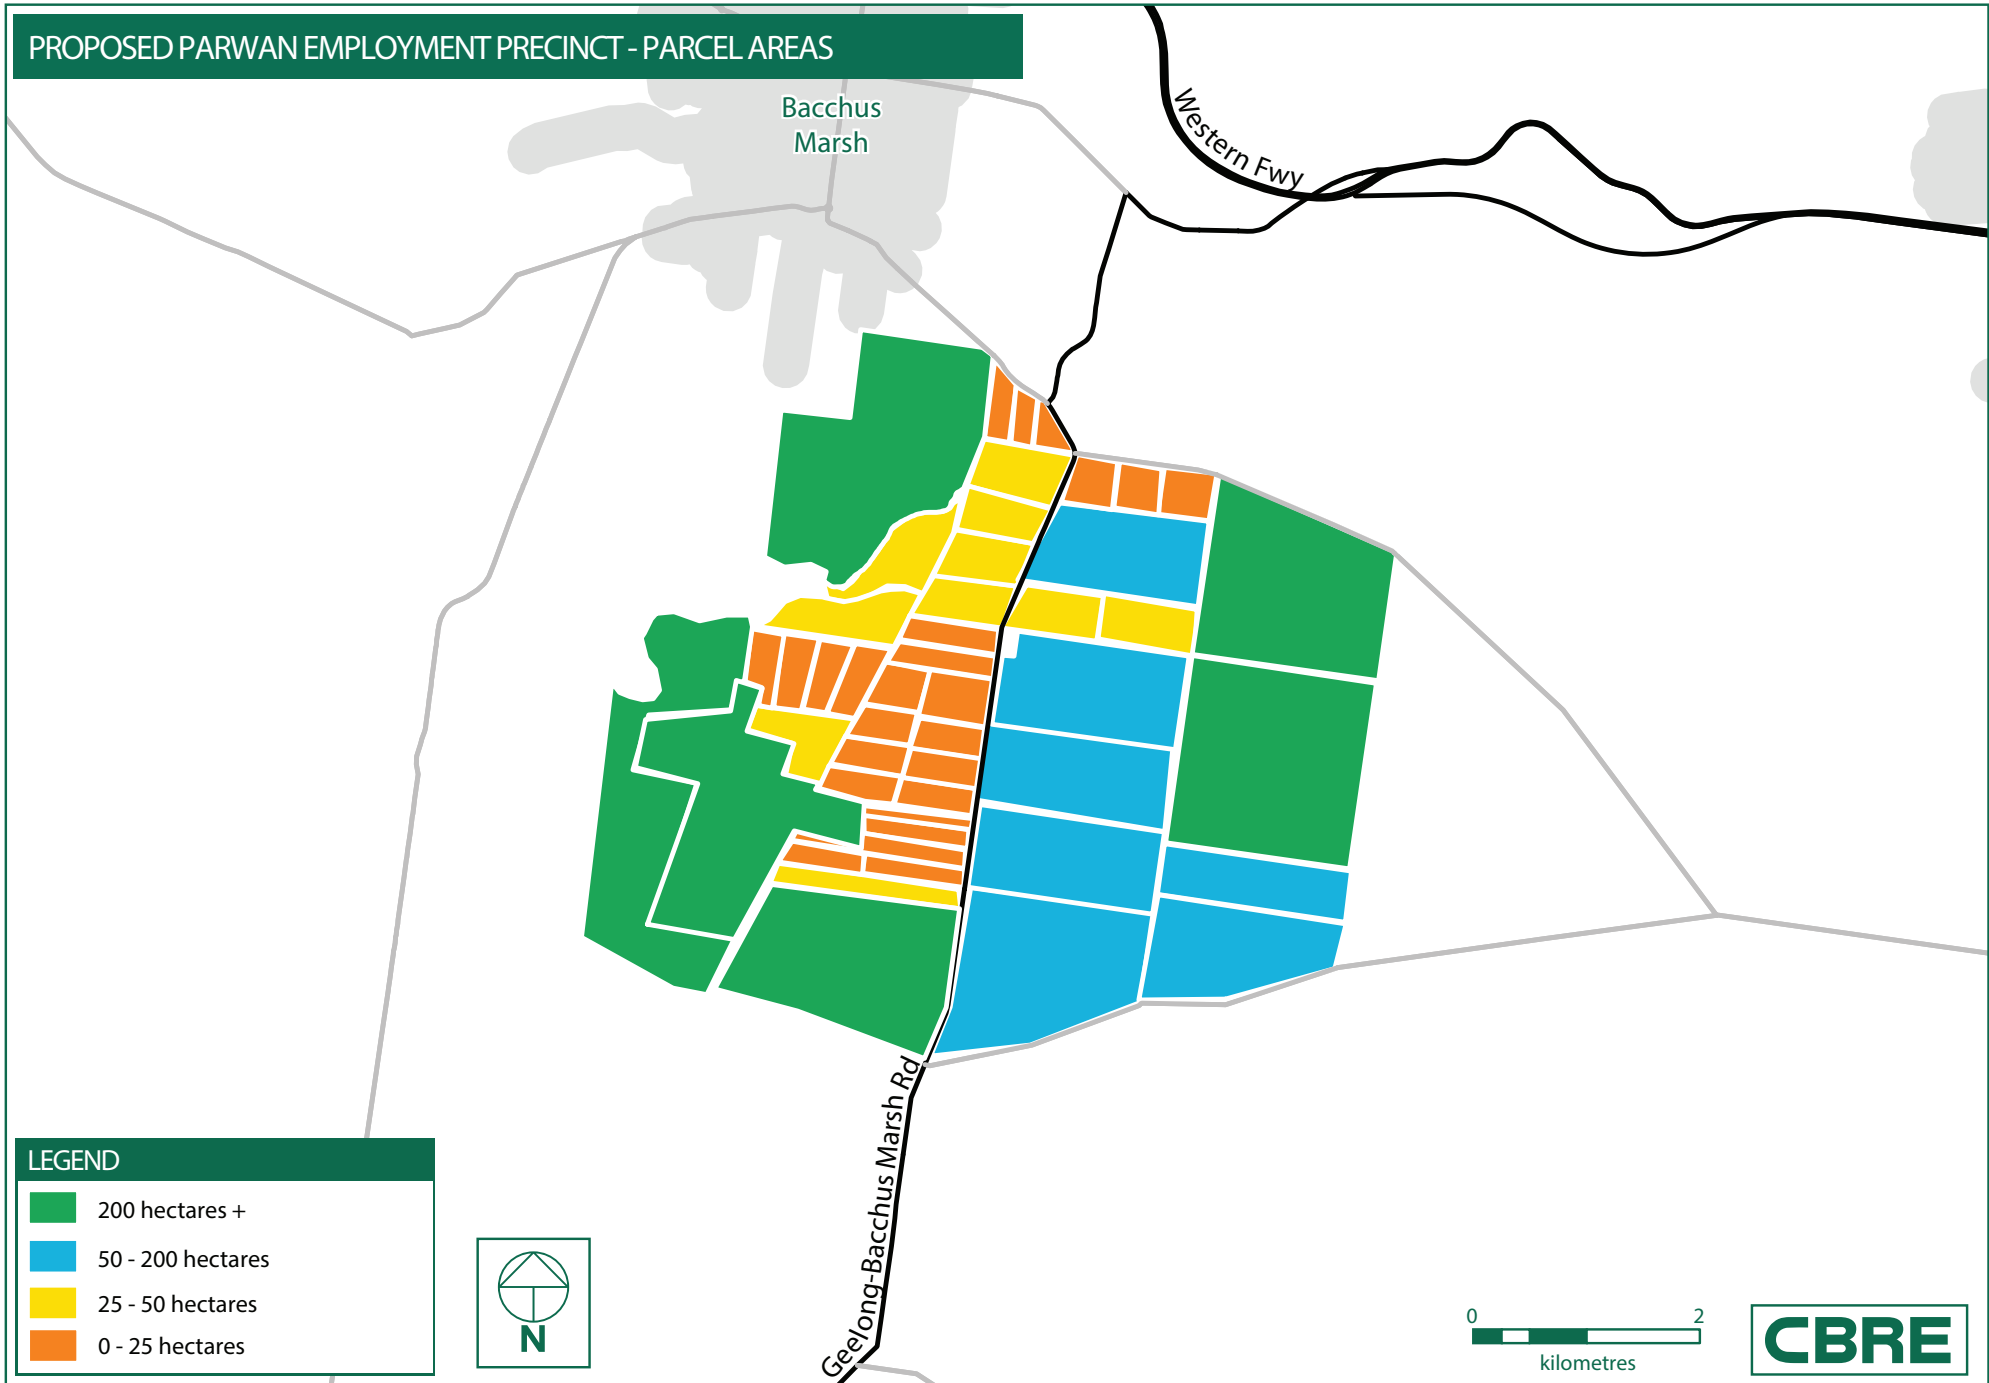 PROPOSED PARWAN EMPLOYMENT PRECINCT - PARCEL AREAS
Bacchus
Marsh
Western Fwy
Geelong-Bacchus Marsh Rd
LEGEND
200 hectares +
50 - 200 hectares
25 - 50 hectares
0 - 25 hectares
N
0 2
kilometres
CBRE